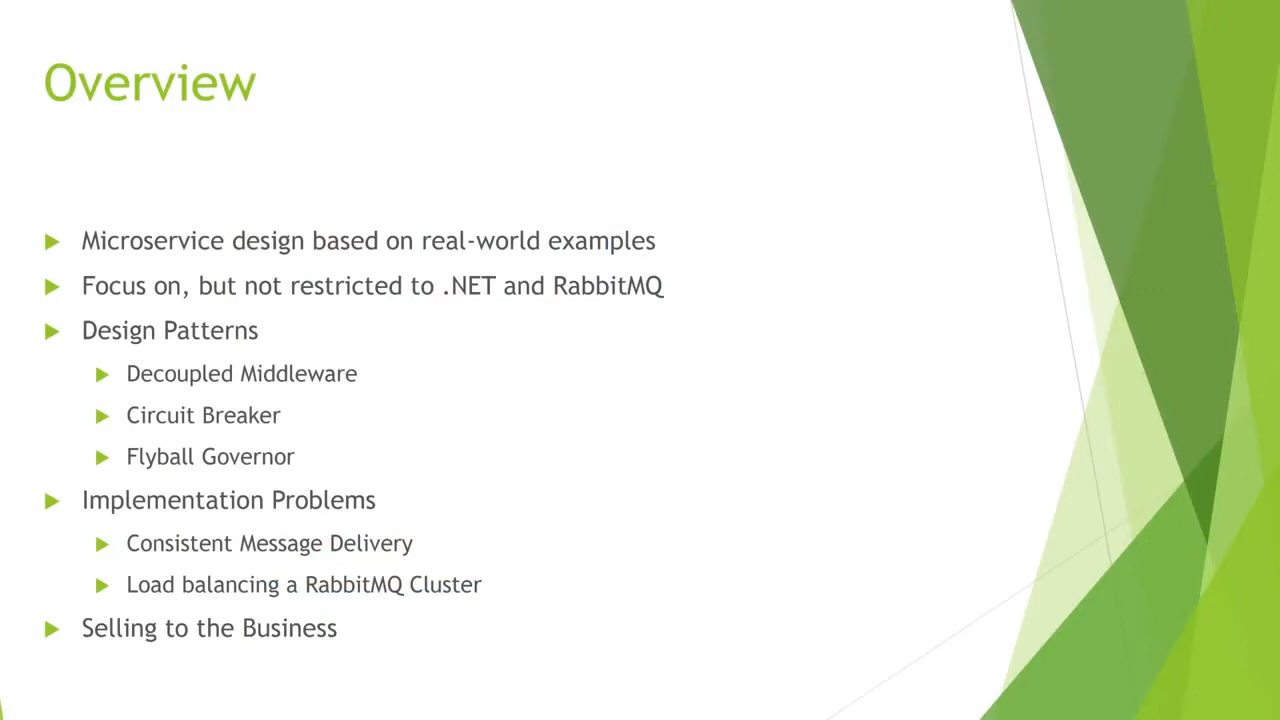 Overview
Microservice design based on real-world examples
Focus on, but not restricted to .NET and RabbitMQ
Design Patterns
Decoupled Middleware
Circuit Breaker
Flyball Governor
Implementation Problems
Consistent Message Delivery
Load balancing a RabbitMQ Cluster
Selling to the Business